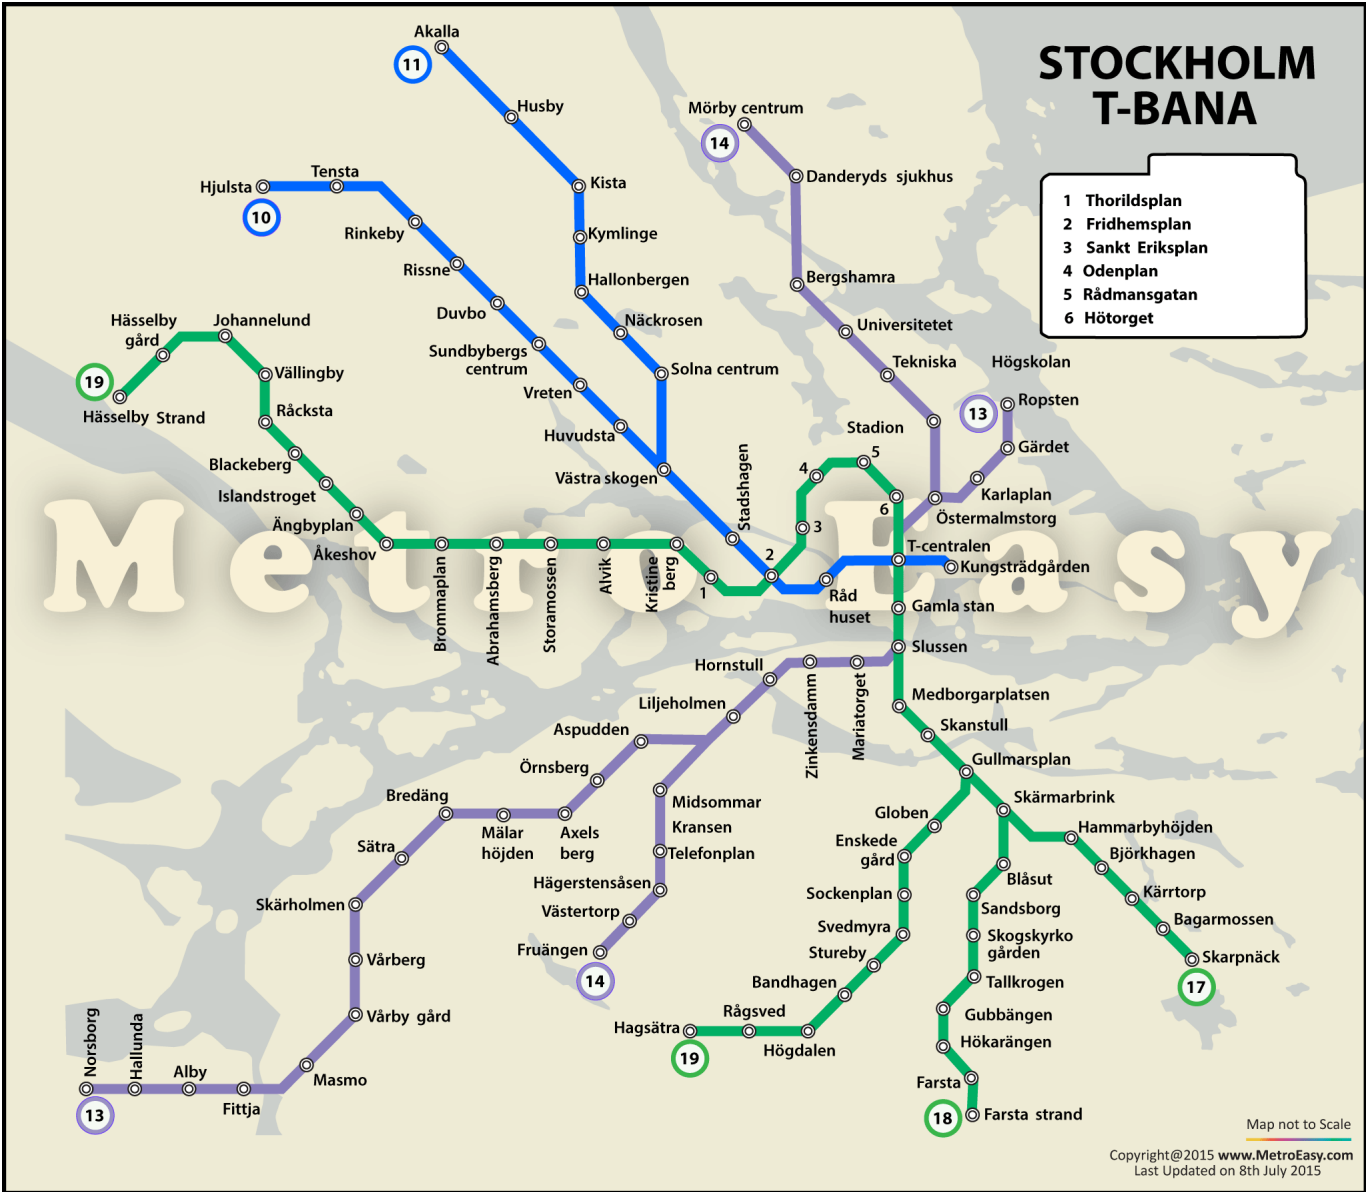 STOCKHOLM
T-BANA
1 Thorildsplan
2 Fridhemsplan
3 Sankt Eriksplan
4 Odenplan
5 Rådmansgatan
6 Hötorget
Akalla
11
Husby
Kista
Kymlinge
Hallonbergen
Näckrosen
Solna centrum
Hjulsta
10
Tensta
Rinkeby
Rissne
Duvbo
Sundbybergs
centrum
Vreten
Huvudsta
Västra skogen
Stadshagen
Mörby centrum
14
Danderyds sjukhus
Bergshamra
Universitetet
Tekniska
Högskolan
Stadion
13
Ropsten
Gärdet
Karlaplan
Östermalmstorg
Hässelby
gård
Johannelund
19
Hässelby Strand
Vällingby
Råcksta
Blackeberg
Islandstroget
Ängbyplan
Åkeshov
Brommaplan
Abrahamsberg
Storamossen
Alvik
Kristine
berg
1
2
3
4
5
6
Metro Easy
T-centralen
Kungsträdgården
Råd
huset
Gamla stan
Slussen
Medborgarplatsen
Skanstull
Gullmarsplan
Skärmarbrink
Hammarbyhöjden
Björkhagen
Kärrtorp
Bagarmossen
Skarpnäck
17
Hornstull
Zinkensdamm
Mariatorget
Liljeholmen
Aspudden
Örnsberg
Axels
berg
Mälar
höjden
Bredäng
Sätra
Skärholmen
Vårberg
Vårby gård
Masmo
Fittja
Alby
Hallunda
Norsborg
13
Midsommar
Kransen
Telefonplan
Hägerstensåsen
Västertorp
Fruängen
14
Globen
Enskede
gård
Sockenplan
Svedmyra
Stureby
Bandhagen
Högdalen
Rågsved
Hagsätra
19
Blåsut
Sandsborg
Skogskyrko
gården
Tallkrogen
Gubbängen
Hökarängen
Farsta
Farsta strand
18
Map not to Scale
Copyright@2015 www.MetroEasy.com
Last Updated on 8th July 2015